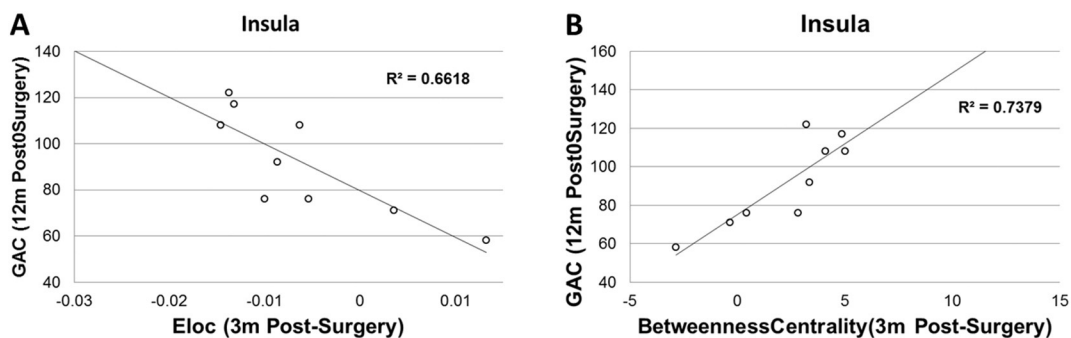 A
Insula
GAC (12m Post0Surgery)
140
120
100
80
60
40
R² = 0.6618
-0.03
-0.02
-0.01
0
0.01
Eloc (3m Post-Surgery)
B
Insula
GAC (12m Post0Surgery)
160
140
120
100
80
60
40
R² = 0.7379
-5
0
5
10
15
BetweennessCentrality(3m Post-Surgery)